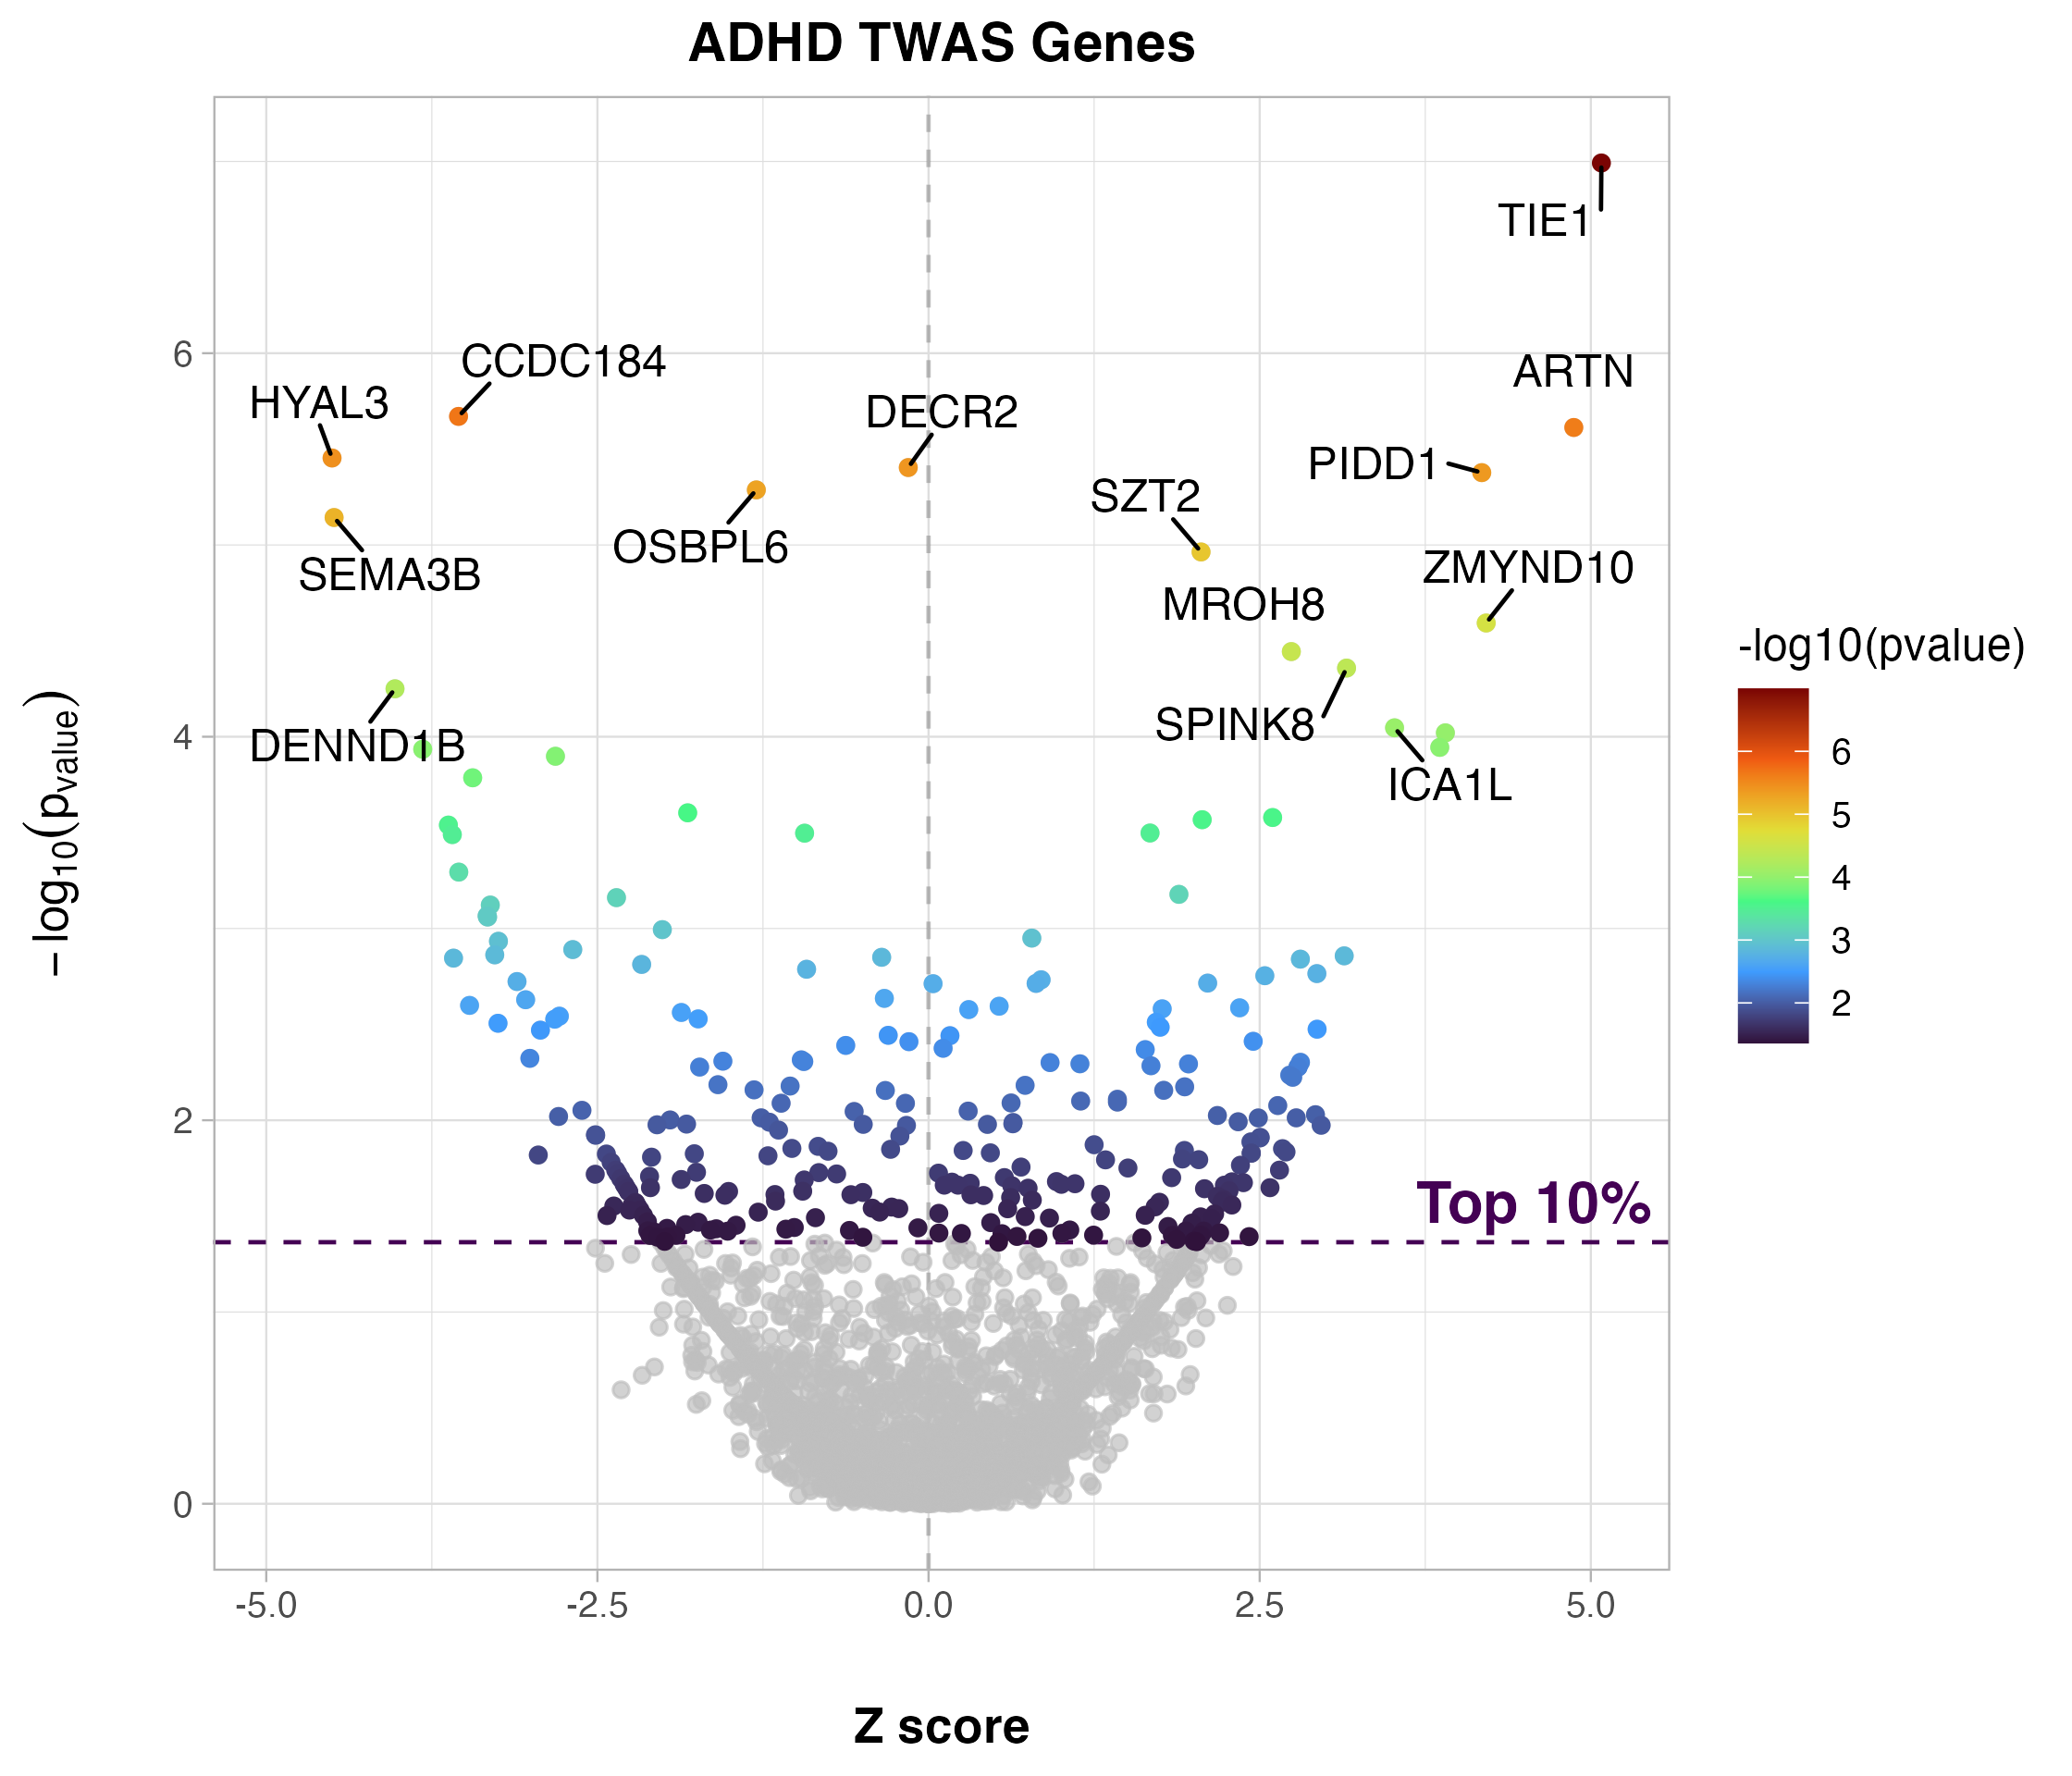 ADHD TWAS Genes
TIE1
6
CCDC184
ARTN
HYAL3
DECR2
PIDD1
SZT2
OSBPL6
ZMYND10
SEMA3B
MROH8
-log10(pvalue)
SPINK8
4
DENND1B
6
ICA1L
5
− log10(pvalue)
4
3
2
2
Top 10%
0
-5.0 -2.5 0.0 2.5 5.0
Z score